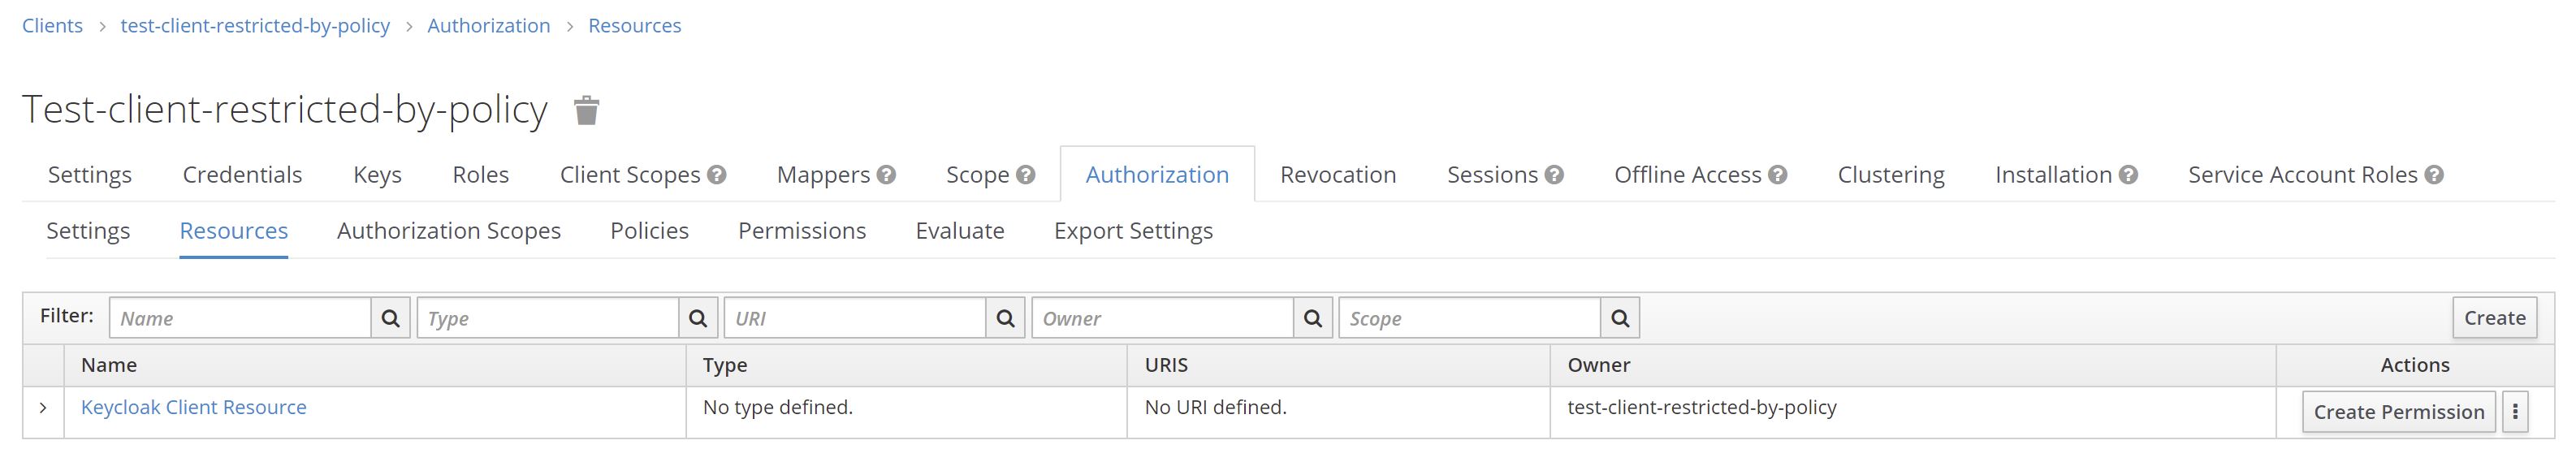 Clients > test-client-restricted-by-policy > Authorization > Resources
Test-client-restricted-by-policy
Settings Credentials Keys Roles Client Scopes ? Mappers ? Scope ? Authorization Revocation Sessions ? Offline Access ? Clustering Installation ? Service Account Roles ?
Settings Resources Authorization Scopes Policies Permissions Evaluate Export Settings
Filter: Name Type URI Owner Scope Create
Name Type URIS Owner Actions
> Keycloak Client Resource No type defined. No URI defined. test-client-restricted-by-policy Create Permission